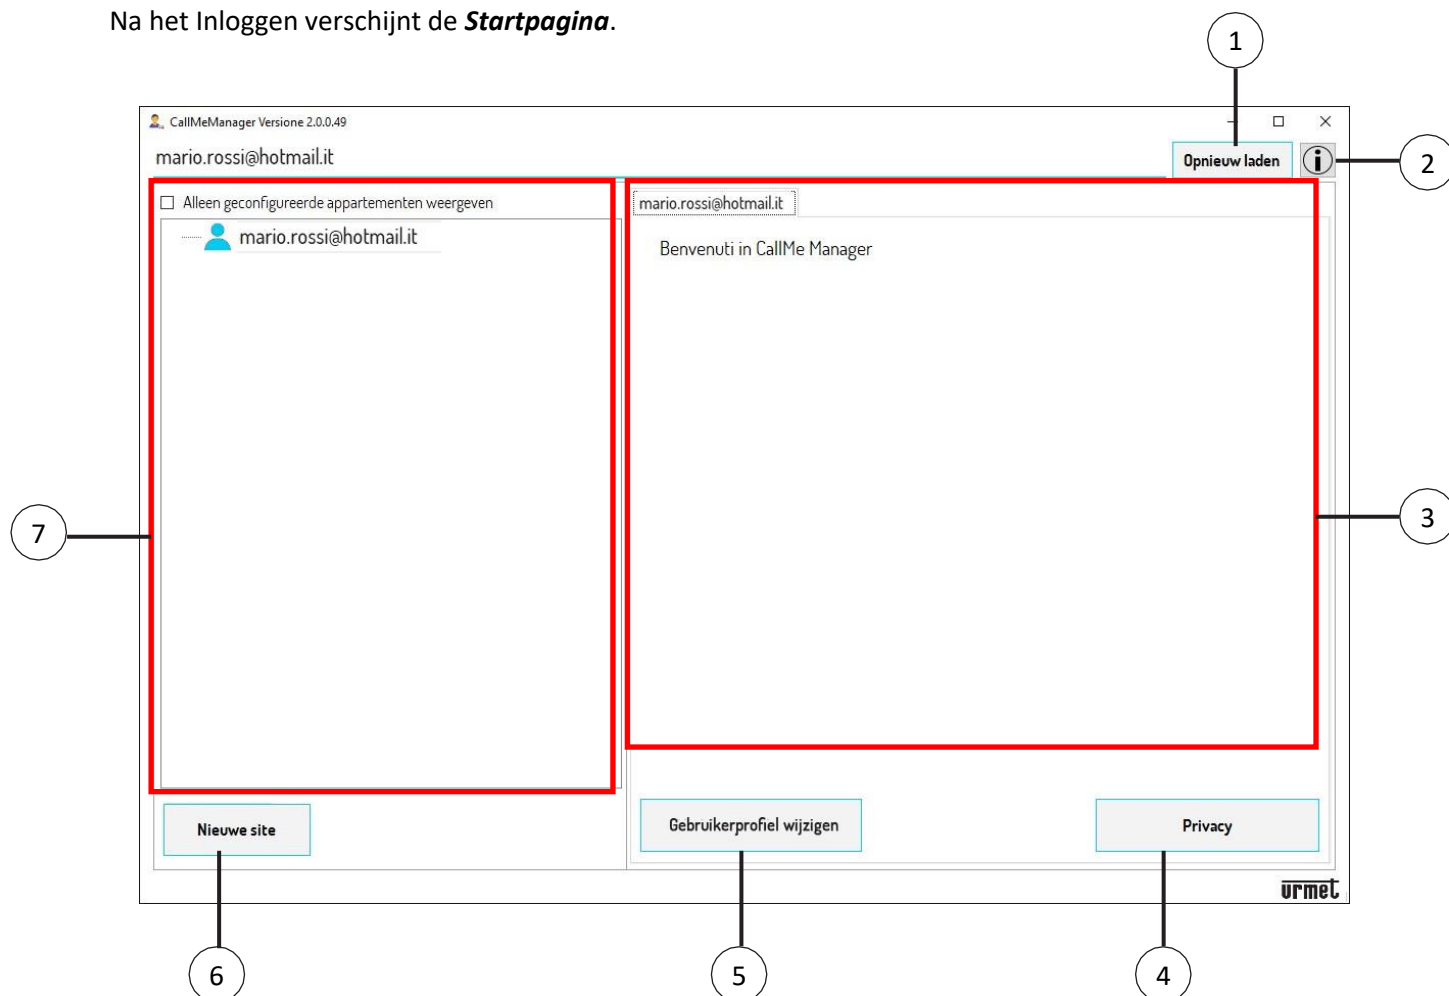 Na het Inloggen verschijnt de Startpagina.
1
CallMeManager Versione 2.0.0.49
mario.rossi@hotmail.it
Opnieuw laden
2
Alleen geconfigureerde appartementen weergeven
mario.rossi@hotmail.it
mario.rossi@hotmail.it
Benvenuti in CallMe Manager
7
3
Nieuwe site
Gebruikerprofiel wijzigen
Privacy
urmet
6
5
4